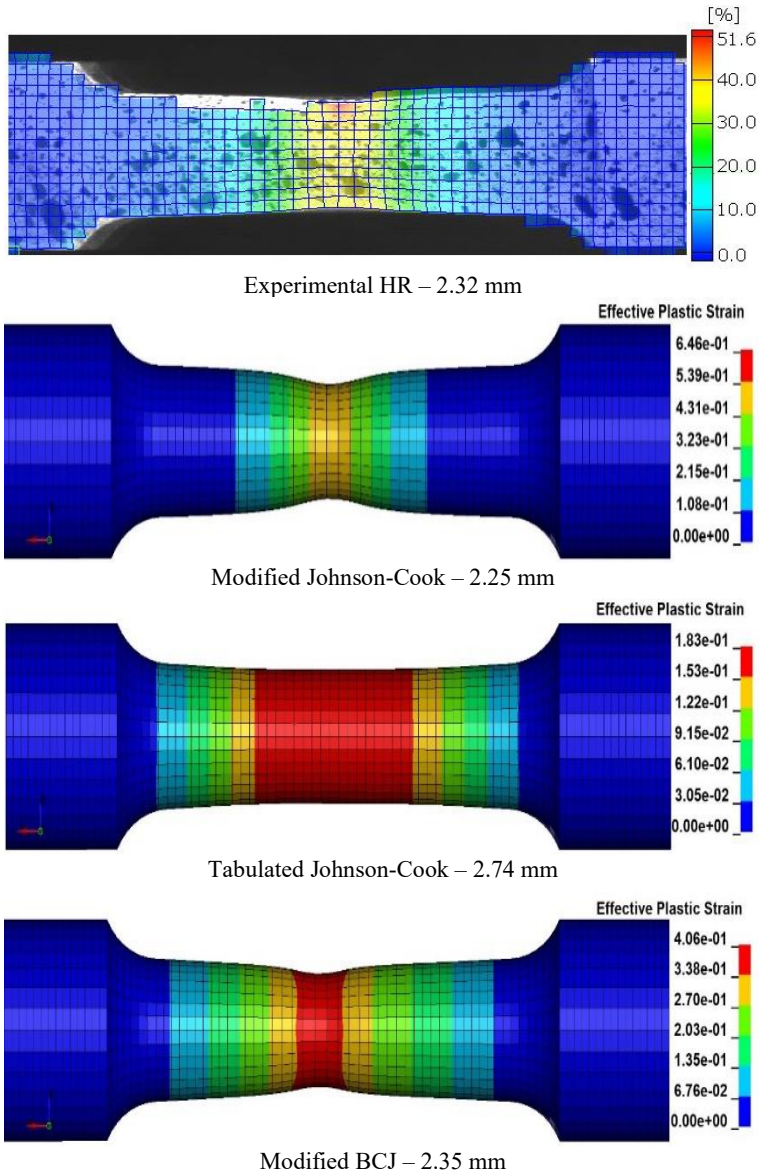 [%]
51.6
40.0
30.0
20.0
10.0
0.0
Experimental HR – 2.32 mm
Effective Plastic Strain
6.46e-01
5.39e-01
4.31e-01
3.23e-01
2.15e-01
1.08e-01
0.00e+00
Modified Johnson-Cook – 2.25 mm
Effective Plastic Strain
1.83e-01
1.53e-01
1.22e-01
9.15e-02
6.10e-02
3.05e-02
0.00e+00
Tabulated Johnson-Cook – 2.74 mm
Effective Plastic Strain
4.06e-01
3.38e-01
2.70e-01
2.03e-01
1.35e-01
6.76e-02
0.00e+00
Modified BCJ – 2.35 mm